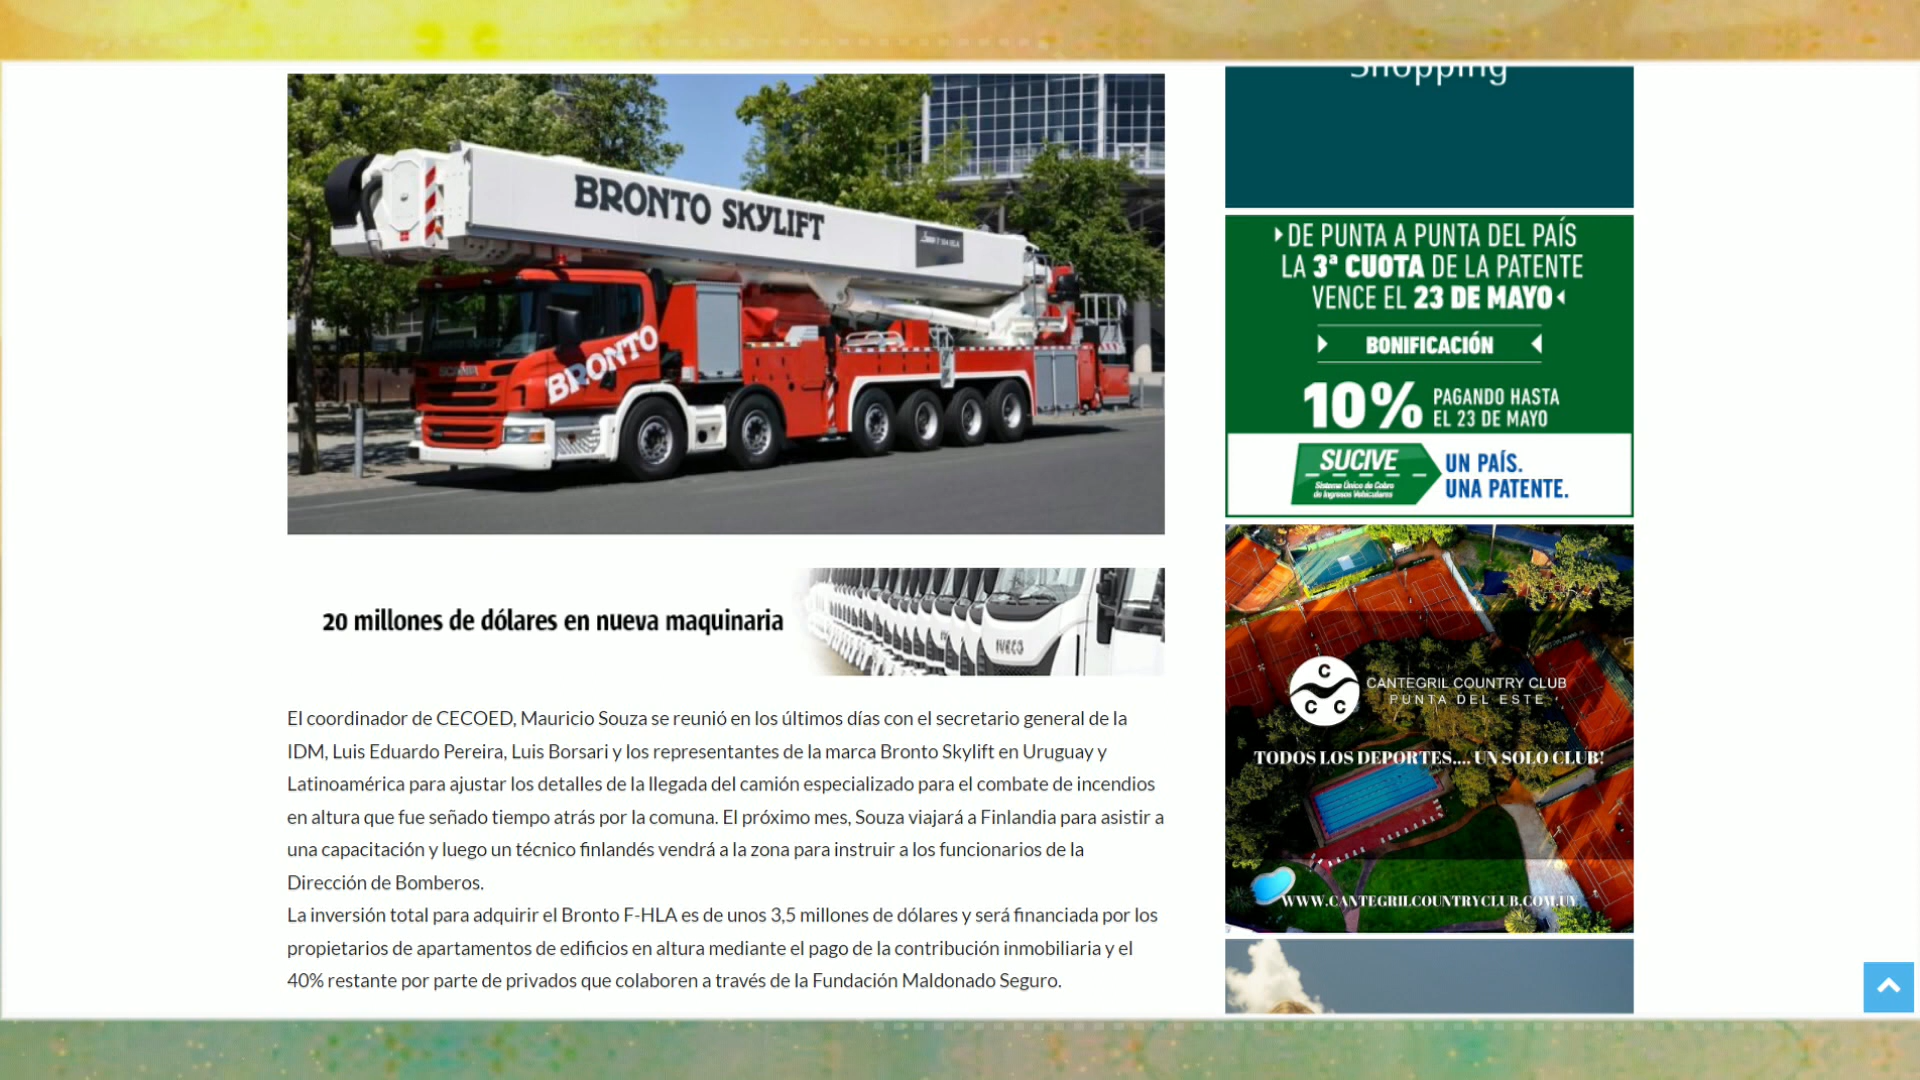 Shopping
BRONTO SKYLIFT
BRONTO
SCANIA
DE PUNTA A PUNTA DEL PAÍS
LA 3ª CUOTA DE LA PATENTE
VENCE EL 23 DE MAYO
BONIFICACIÓN
10% PAGANDO HASTA
EL 23 DE MAYO
SUCIVE
Sistema Único de Cobro
de Ingresos Vehiculares
UN PAÍS.
UNA PATENTE.
20 millones de dólares en nueva maquinaria
IVECO
El coordinador de CECOED, Mauricio Souza se reunió en los últimos días con el secretario general de la
IDM, Luis Eduardo Pereira, Luis Borsari y los representantes de la marca Bronto Skylift en Uruguay y
Latinoamérica para ajustar los detalles de la llegada del camión especializado para el combate de incendios
en altura que fue señado tiempo atrás por la comuna. El próximo mes, Souza viajará a Finlandia para asistir a
una capacitación y luego un técnico finlandés vendrá a la zona para instruir a los funcionarios de la
Dirección de Bomberos.
La inversión total para adquirir el Bronto F-HLA es de unos 3,5 millones de dólares y será financiada por los
propietarios de apartamentos de edificios en altura mediante el pago de la contribución inmobiliaria y el
40% restante por parte de privados que colaboren a través de la Fundación Maldonado Seguro.
C
C C
CANTEGRIL COUNTRY CLUB
PUNTA DEL ESTE
TODOS LOS DEPORTES.... UN SOLO CLUB!
WWW.CANTEGRILCOUNTRYCLUB.COM.UY